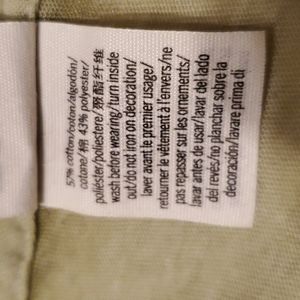 57% cotton/coton/algodón/
cotone/棉 43% polyester/
poliéster/poliestere/聚酯纤维
wash before wearing/turn inside
out/do not iron on decoration/
laver avant le premier usage/
retourner le vêtement à l'envers/ne
pas repasser sur les ornements/
lavar antes de usar/lavar del lado
del revés/no planchar sobre la
decoración/lavare prima di